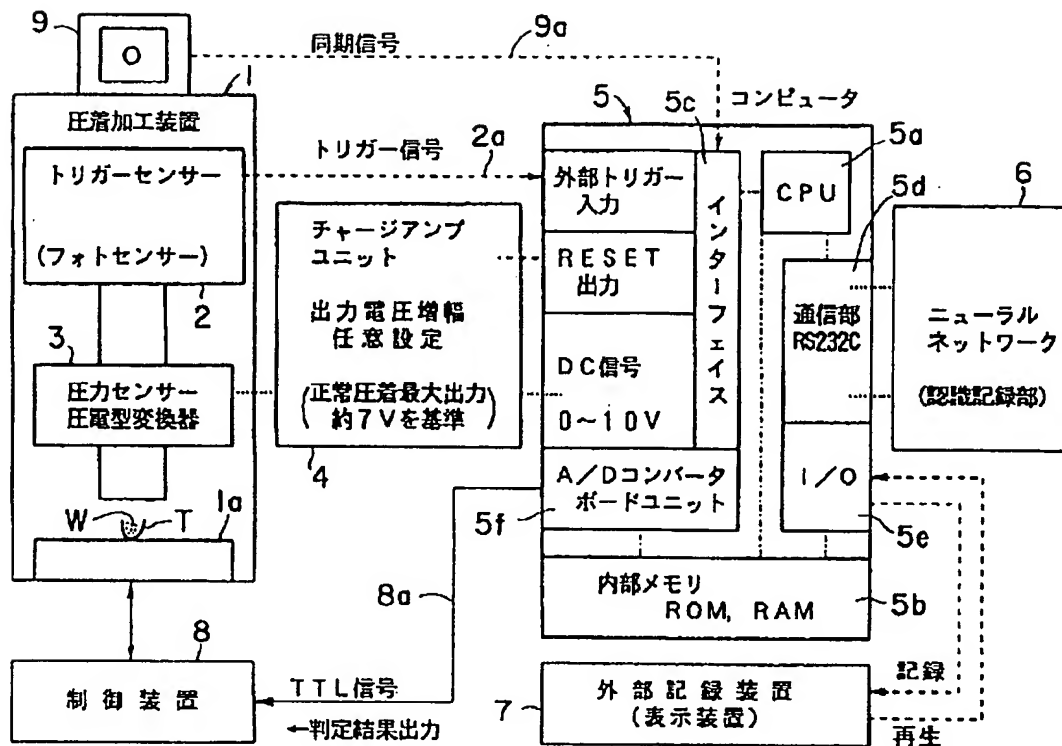 9
同期信号
9a
1
圧着加工装置
トリガーセンサー
(フォトセンサー)
2
トリガー信号
2a
3
圧力センサー
圧電型変換器
W
T
1a
チャージアンプ
ユニット
出力電圧増幅
任意設定
(正常圧着最大出力
約7Vを基準)
4
5
コンピュータ
5c
5a
外部トリガー
入力
RESET
出力
DC信号
0~10V
インターフェイス
CPU
5d
通信部
RS232C
6
ニューラル
ネットワーク
(認識記録部)
A/Dコンバータ
ボードユニット
5f
I/O
5e
内部メモリ
ROM, RAM
5b
8a
8
制御装置
TTL信号
←判定結果出力
7
外部記録装置
(表示装置)
記録
再生